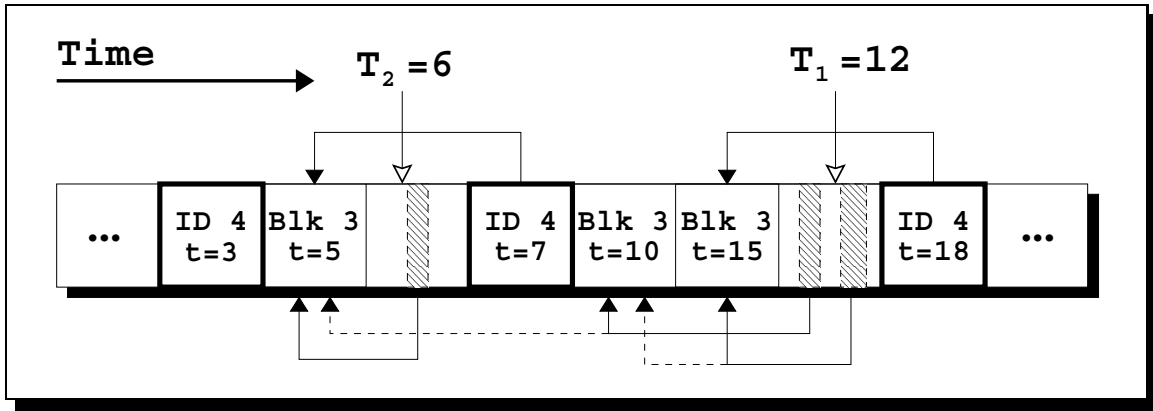 Time
T2 =6
T1 =12
...
ID 4
t=3
Blk 3
t=5
ID 4
t=7
Blk 3
t=10
Blk 3
t=15
ID 4
t=18
...